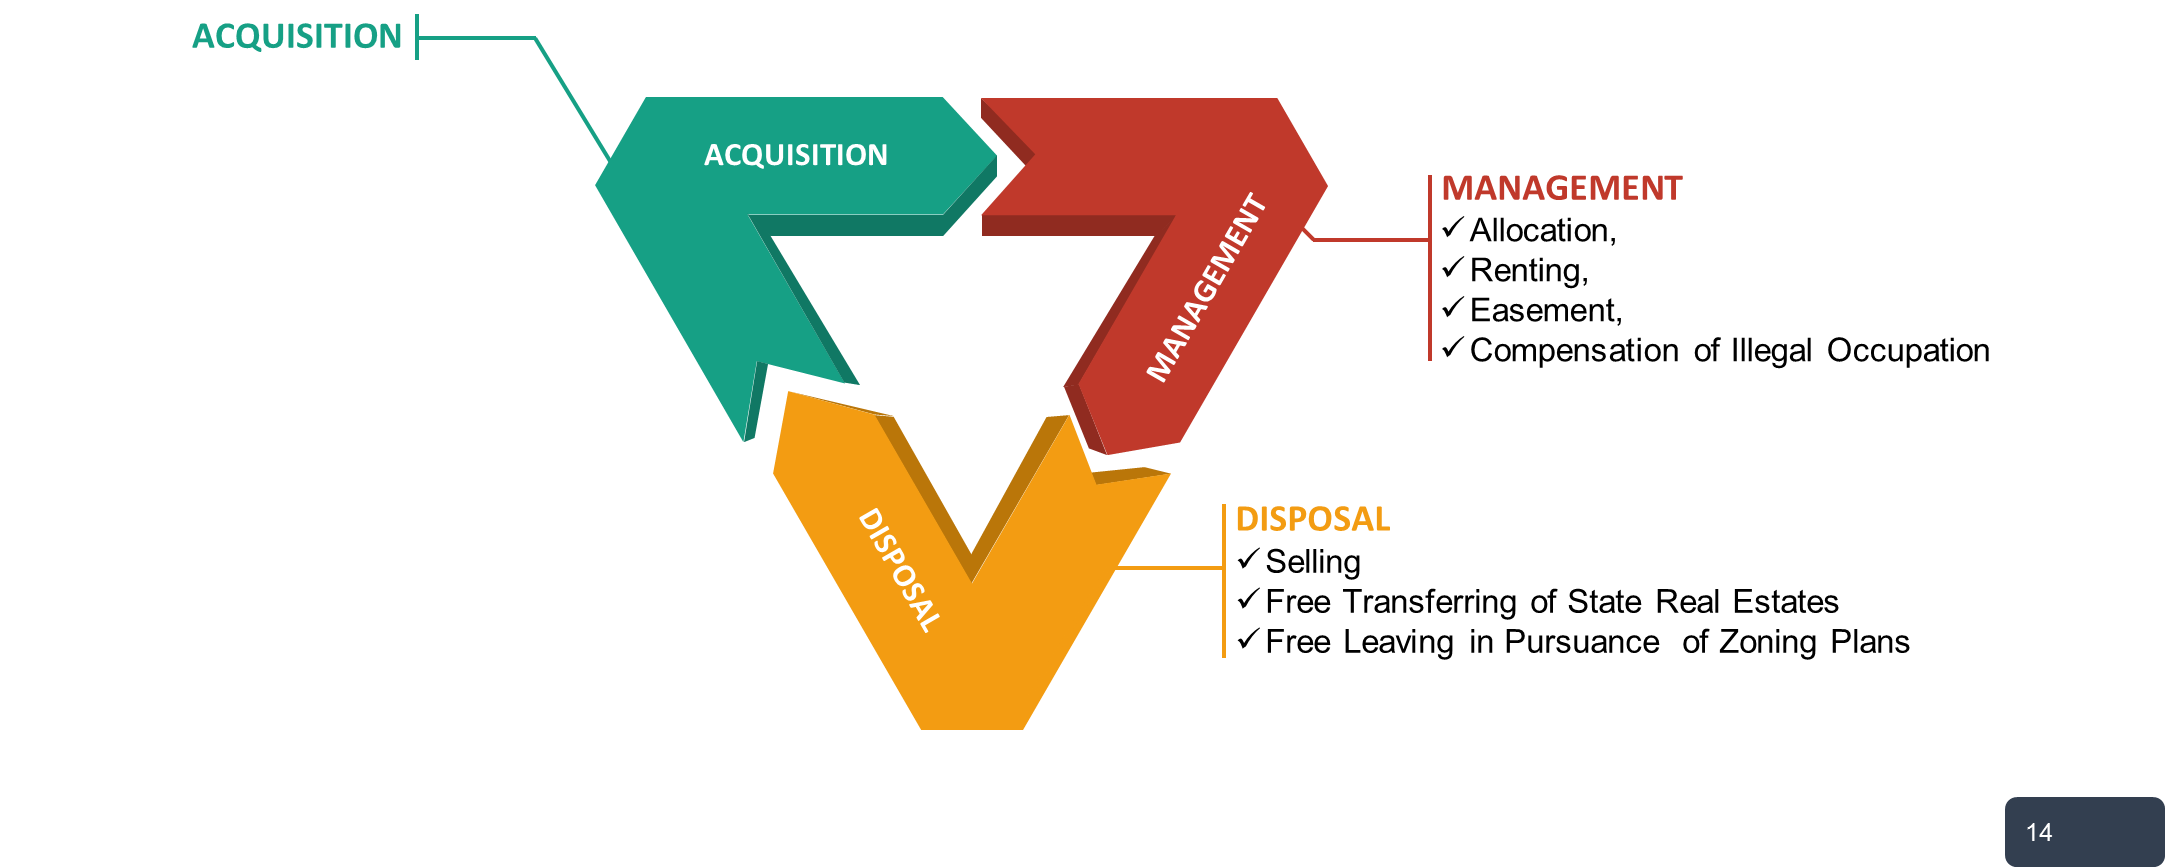 ACQUISITION
ACQUISITION
MANAGEMENT
MANAGEMENT
✓ Allocation,
✓ Renting,
✓ Easement,
✓ Compensation of Illegal Occupation
DISPOSAL
DISPOSAL
✓ Selling
✓ Free Transferring of State Real Estates
✓ Free Leaving in Pursuance of Zoning Plans
14